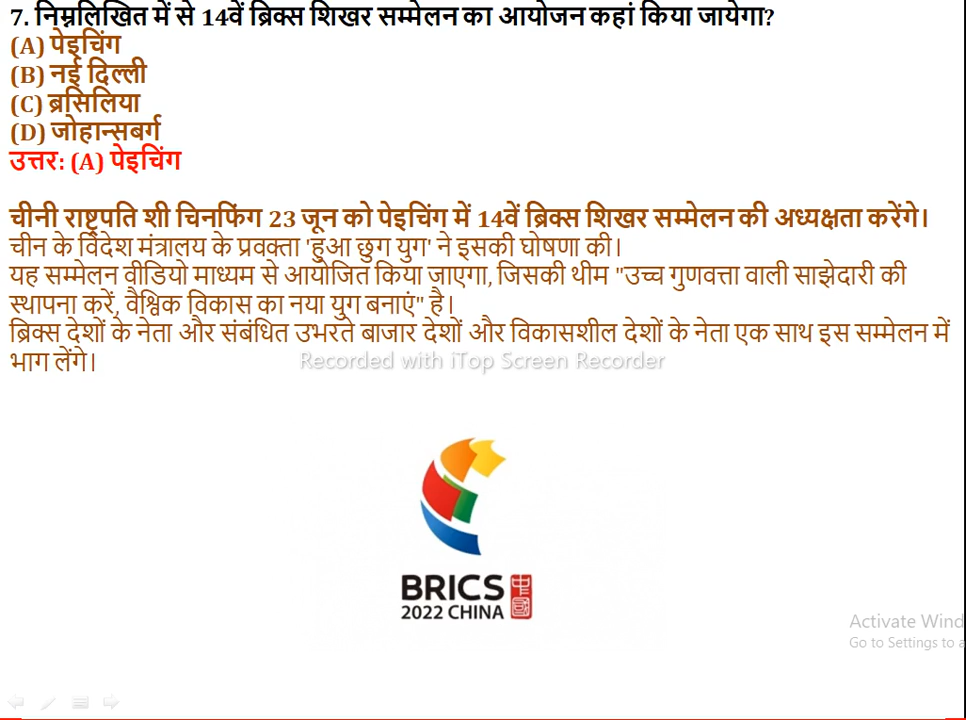 7. निम्नलिखित में से 14वें ब्रिक्स शिखर सम्मेलन का आयोजन कहां किया जायेगा?
(A) पेइचिंग
(B) नई दिल्ली
(C) ब्रसिलिया
(D) जोहान्सबर्ग
उत्तर: (A) पेइचिंग
चीनी राष्ट्रपति शी चिनफिंग 23 जून को पेइचिंग में 14वें ब्रिक्स शिखर सम्मेलन की अध्यक्षता करेंगे।
चीन के विदेश मंत्रालय के प्रवक्ता 'हुआ छुग युग' ने इसकी घोषणा की।
यह सम्मेलन वीडियो माध्यम से आयोजित किया जाएगा, जिसकी थीम "उच्च गुणवत्ता वाली साझेदारी की
स्थापना करें, वैश्विक विकास का नया युग बनाएं" है।
ब्रिक्स देशों के नेता और संबंधित उभरते बाजार देशों और विकासशील देशों के नेता एक साथ इस सम्मेलन में
भाग लेंगे।
Recorded with iTop Screen Recorder
BRICS 中国
2022 CHINA
Activate Wind
Go to Settings to a